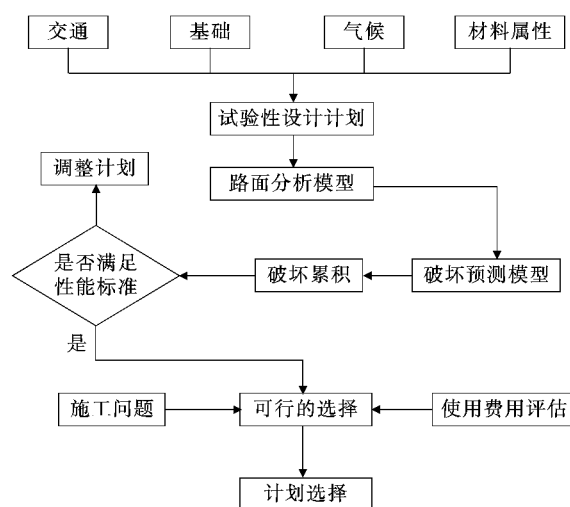 交通
基础
气候
材料属性
试验性设计计划
调整计划
路面分析模型
是否满足
性能标准
破坏累积
破坏预测模型
是
施工问题
可行的选择
使用费用评估
计划选择